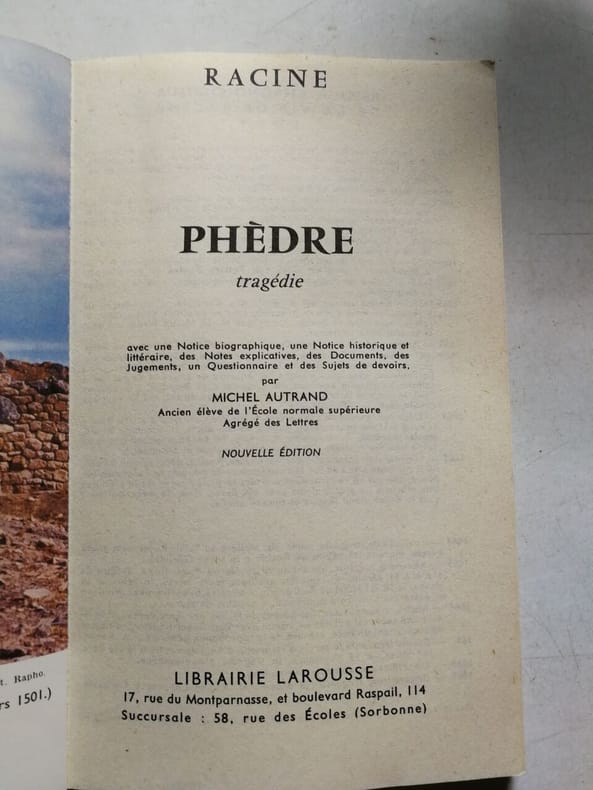 RACINE
PHÈDRE
tragédie
avec une Notice biographique, une Notice historique et
littéraire, des Notes explicatives, des Documents, des
Jugements, un Questionnaire et des Sujets de devoirs,
par
MICHEL AUTRAND
Ancien élève de l'École normale supérieure
Agrégé des Lettres
NOUVELLE ÉDITION
LIBRAIRIE LAROUSSE
17, rue du Montparnasse, et boulevard Raspail, 114
Succursale : 58, rue des Écoles (Sorbonne)
t. Rapho.
rs 1501.)